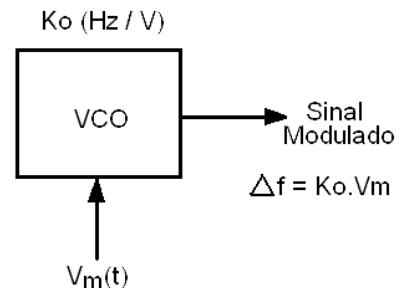 Ko (Hz / V)
VCO
Sinal
Modulado
△f = Ko.Vm
Vm(t)